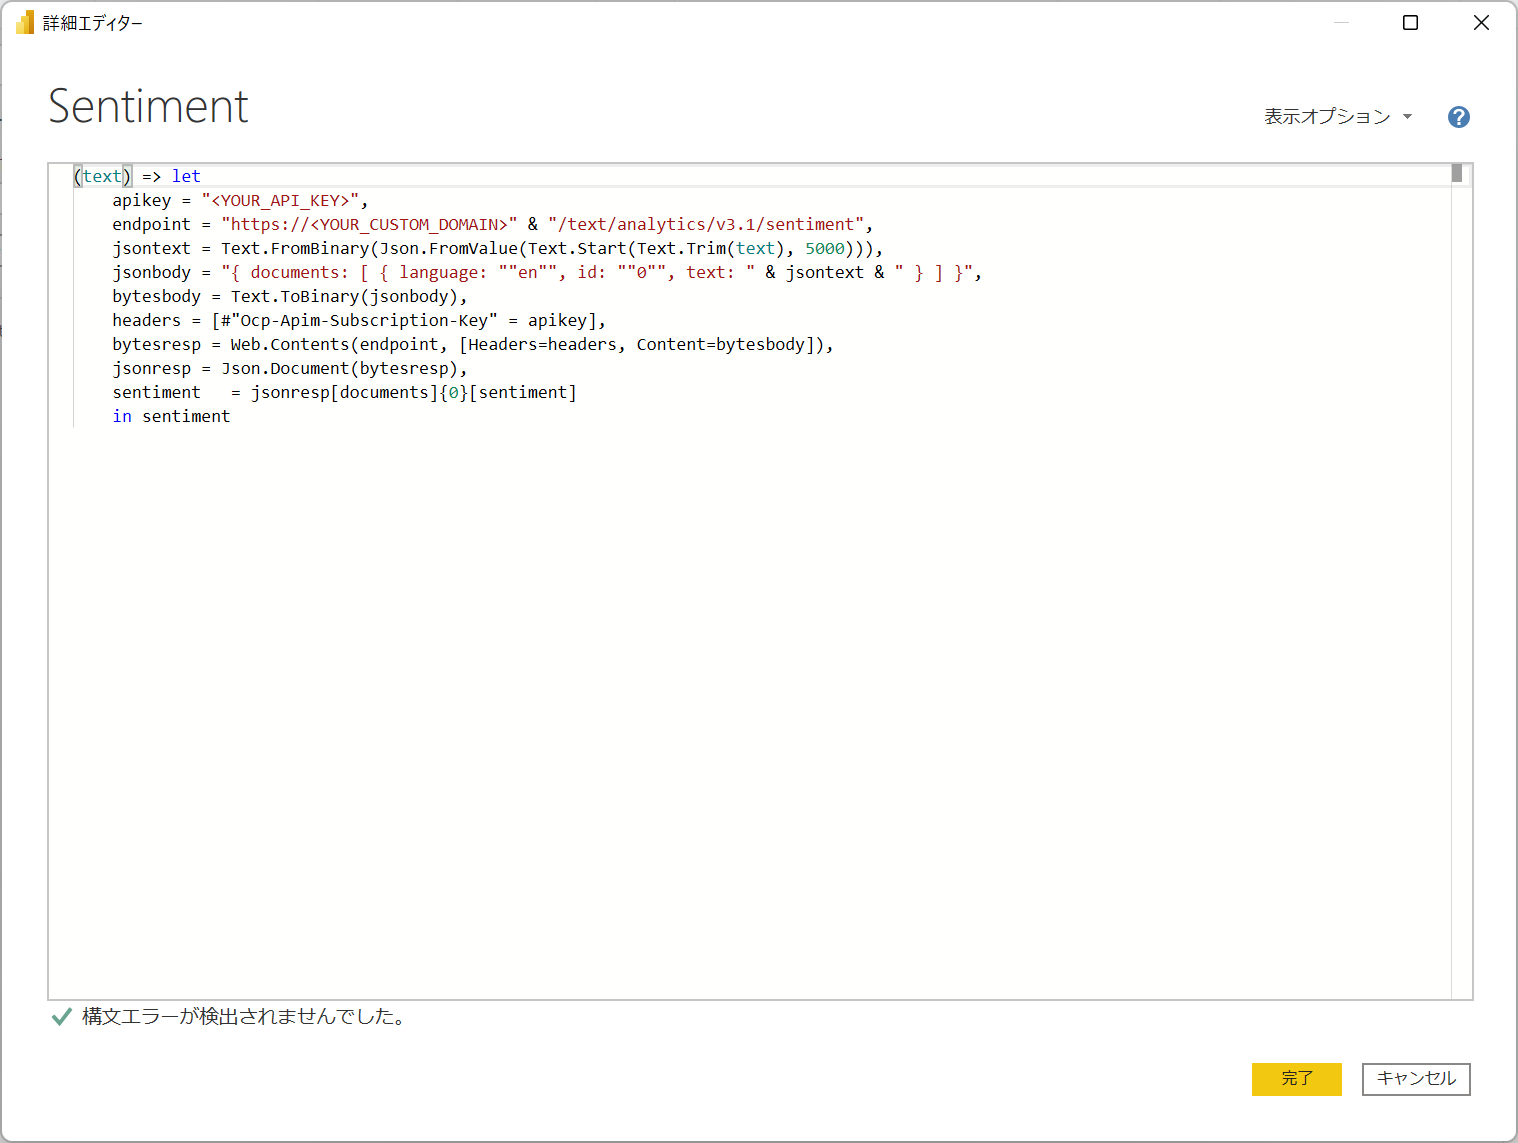 詳細エディター
Sentiment
表示オプション
?
(text) => let
    apikey = "<YOUR_API_KEY>",
    endpoint = "https://<YOUR_CUSTOM_DOMAIN>" & "/text/analytics/v3.1/sentiment",
    jsontext = Text.FromBinary(Json.FromValue(Text.Start(Text.Trim(text), 5000))),
    jsonbody = "{ documents: [ { language: ""en"", id: ""0"", text: " & jsontext & " } ] }",
    bytesbody = Text.ToBinary(jsonbody),
    headers = [#"Ocp-Apim-Subscription-Key" = apikey],
    bytesresp = Web.Contents(endpoint, [Headers=headers, Content=bytesbody]),
    jsonresp = Json.Document(bytesresp),
    sentiment   = jsonresp[documents]{0}[sentiment]
    in sentiment
構文エラーが検出されませんでした。
完了
キャンセル